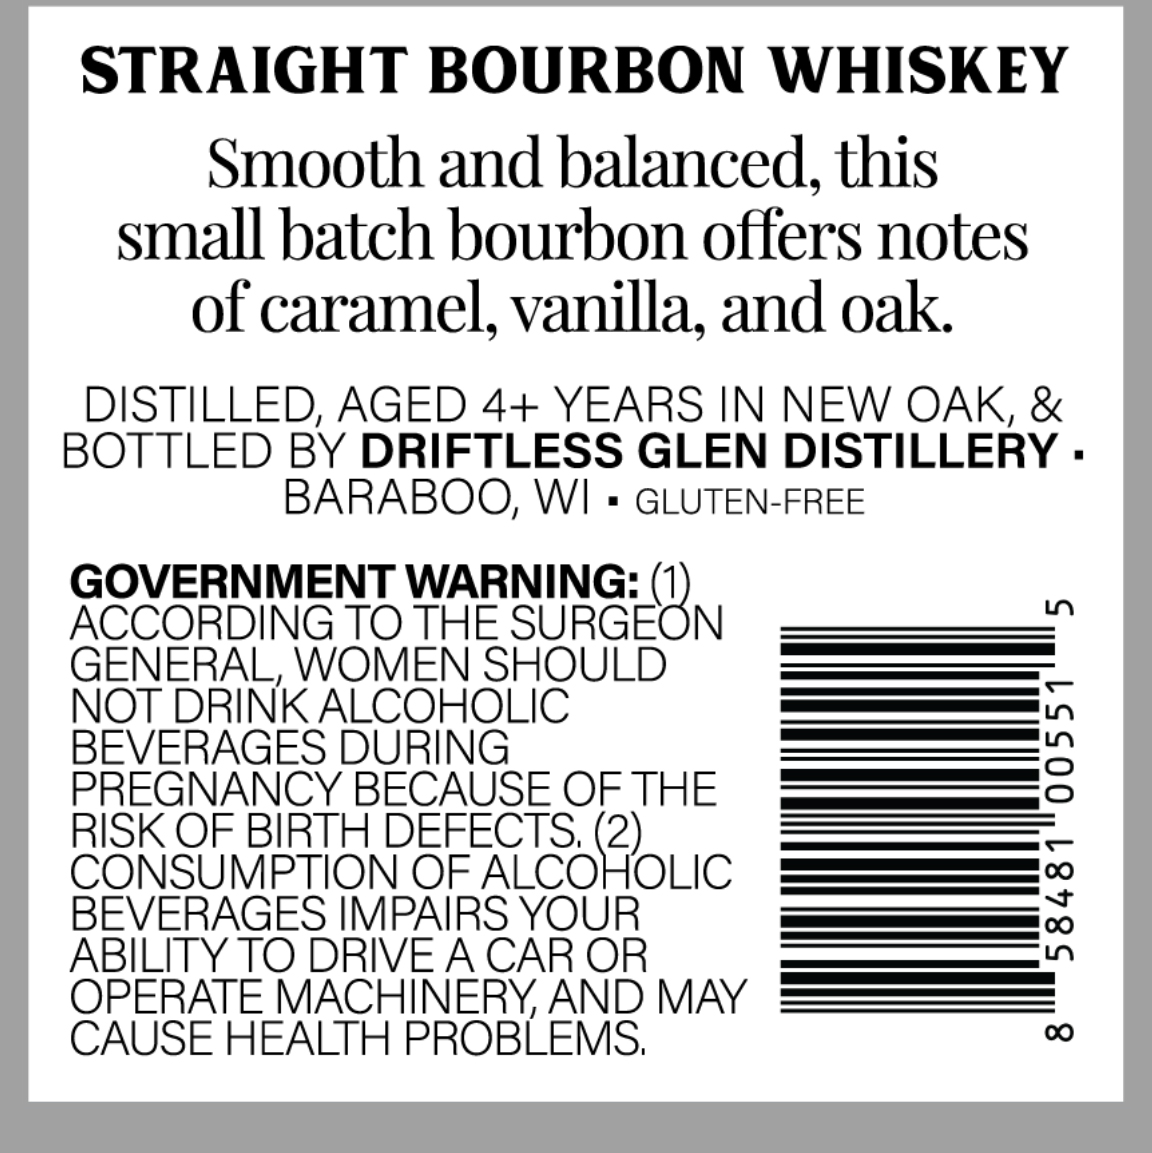 STRAIGHT BOURBON WHISKEY
Smooth and balanced, this
small batch bourbon offers notes
of caramel, vanilla, and oak.
DISTILLED, AGED 4+ YEARS IN NEW OAK, &
BOTTLED BY DRIFTLESS GLEN DISTILLERY ▪
BARABOO, WI ▪ GLUTEN-FREE
GOVERNMENT WARNING: (1)
ACCORDING TO THE SURGEON
GENERAL, WOMEN SHOULD
NOT DRINK ALCOHOLIC
BEVERAGES DURING
PREGNANCY BECAUSE OF THE
RISK OF BIRTH DEFECTS. (2)
CONSUMPTION OF ALCOHOLIC
BEVERAGES IMPAIRS YOUR
ABILITY TO DRIVE A CAR OR
OPERATE MACHINERY, AND MAY
CAUSE HEALTH PROBLEMS.
8 58481 00551 5